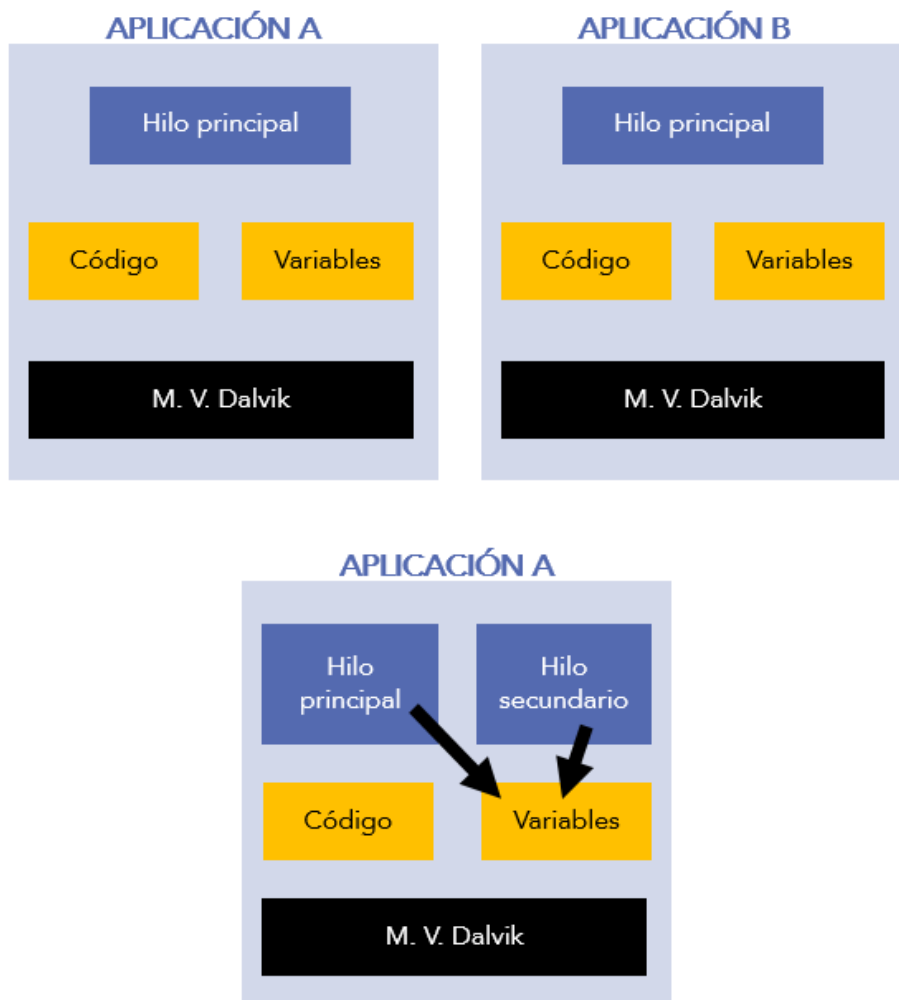 APLICACIÓN A
Hilo principal
Código
Variables
M. V. Dalvik
APLICACIÓN B
Hilo principal
Código
Variables
M. V. Dalvik
APLICACIÓN A
Hilo
principal
Hilo
secundario
Código
Variables
M. V. Dalvik